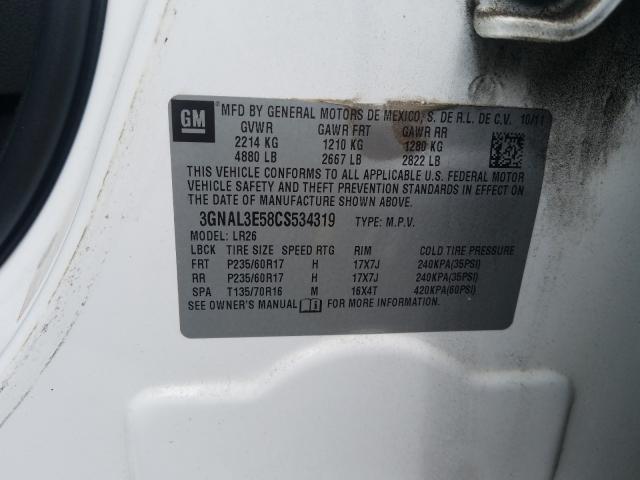 GM MFD BY GENERAL MOTORS DE MEXICO, S. DE R.L. DE C.V. 10/11
GVWR GAWR FRT GAWR RR
2214 KG 1210 KG 1280 KG
4880 LB 2667 LB 2822 LB
THIS VEHICLE CONFORMS TO ALL APPLICABLE U.S. FEDERAL MOTOR
VEHICLE SAFETY AND THEFT PREVENTION STANDARDS IN EFFECT ON
THE DATE OF MANUFACTURE SHOWN ABOVE.
3GNAL3E58CS534319 TYPE: M.P.V.
MODEL: LR26
LBCK TIRE SIZE SPEED RTG RIM COLD TIRE PRESSURE
FRT P235/60R17 H 17X7J 240KPA(35PSI)
RR P235/60R17 H 17X7J 240KPA(35PSI)
SPA T135/70R16 M 16X4T 420KPA(60PSI)
SEE OWNER'S MANUAL FOR MORE INFORMATION.